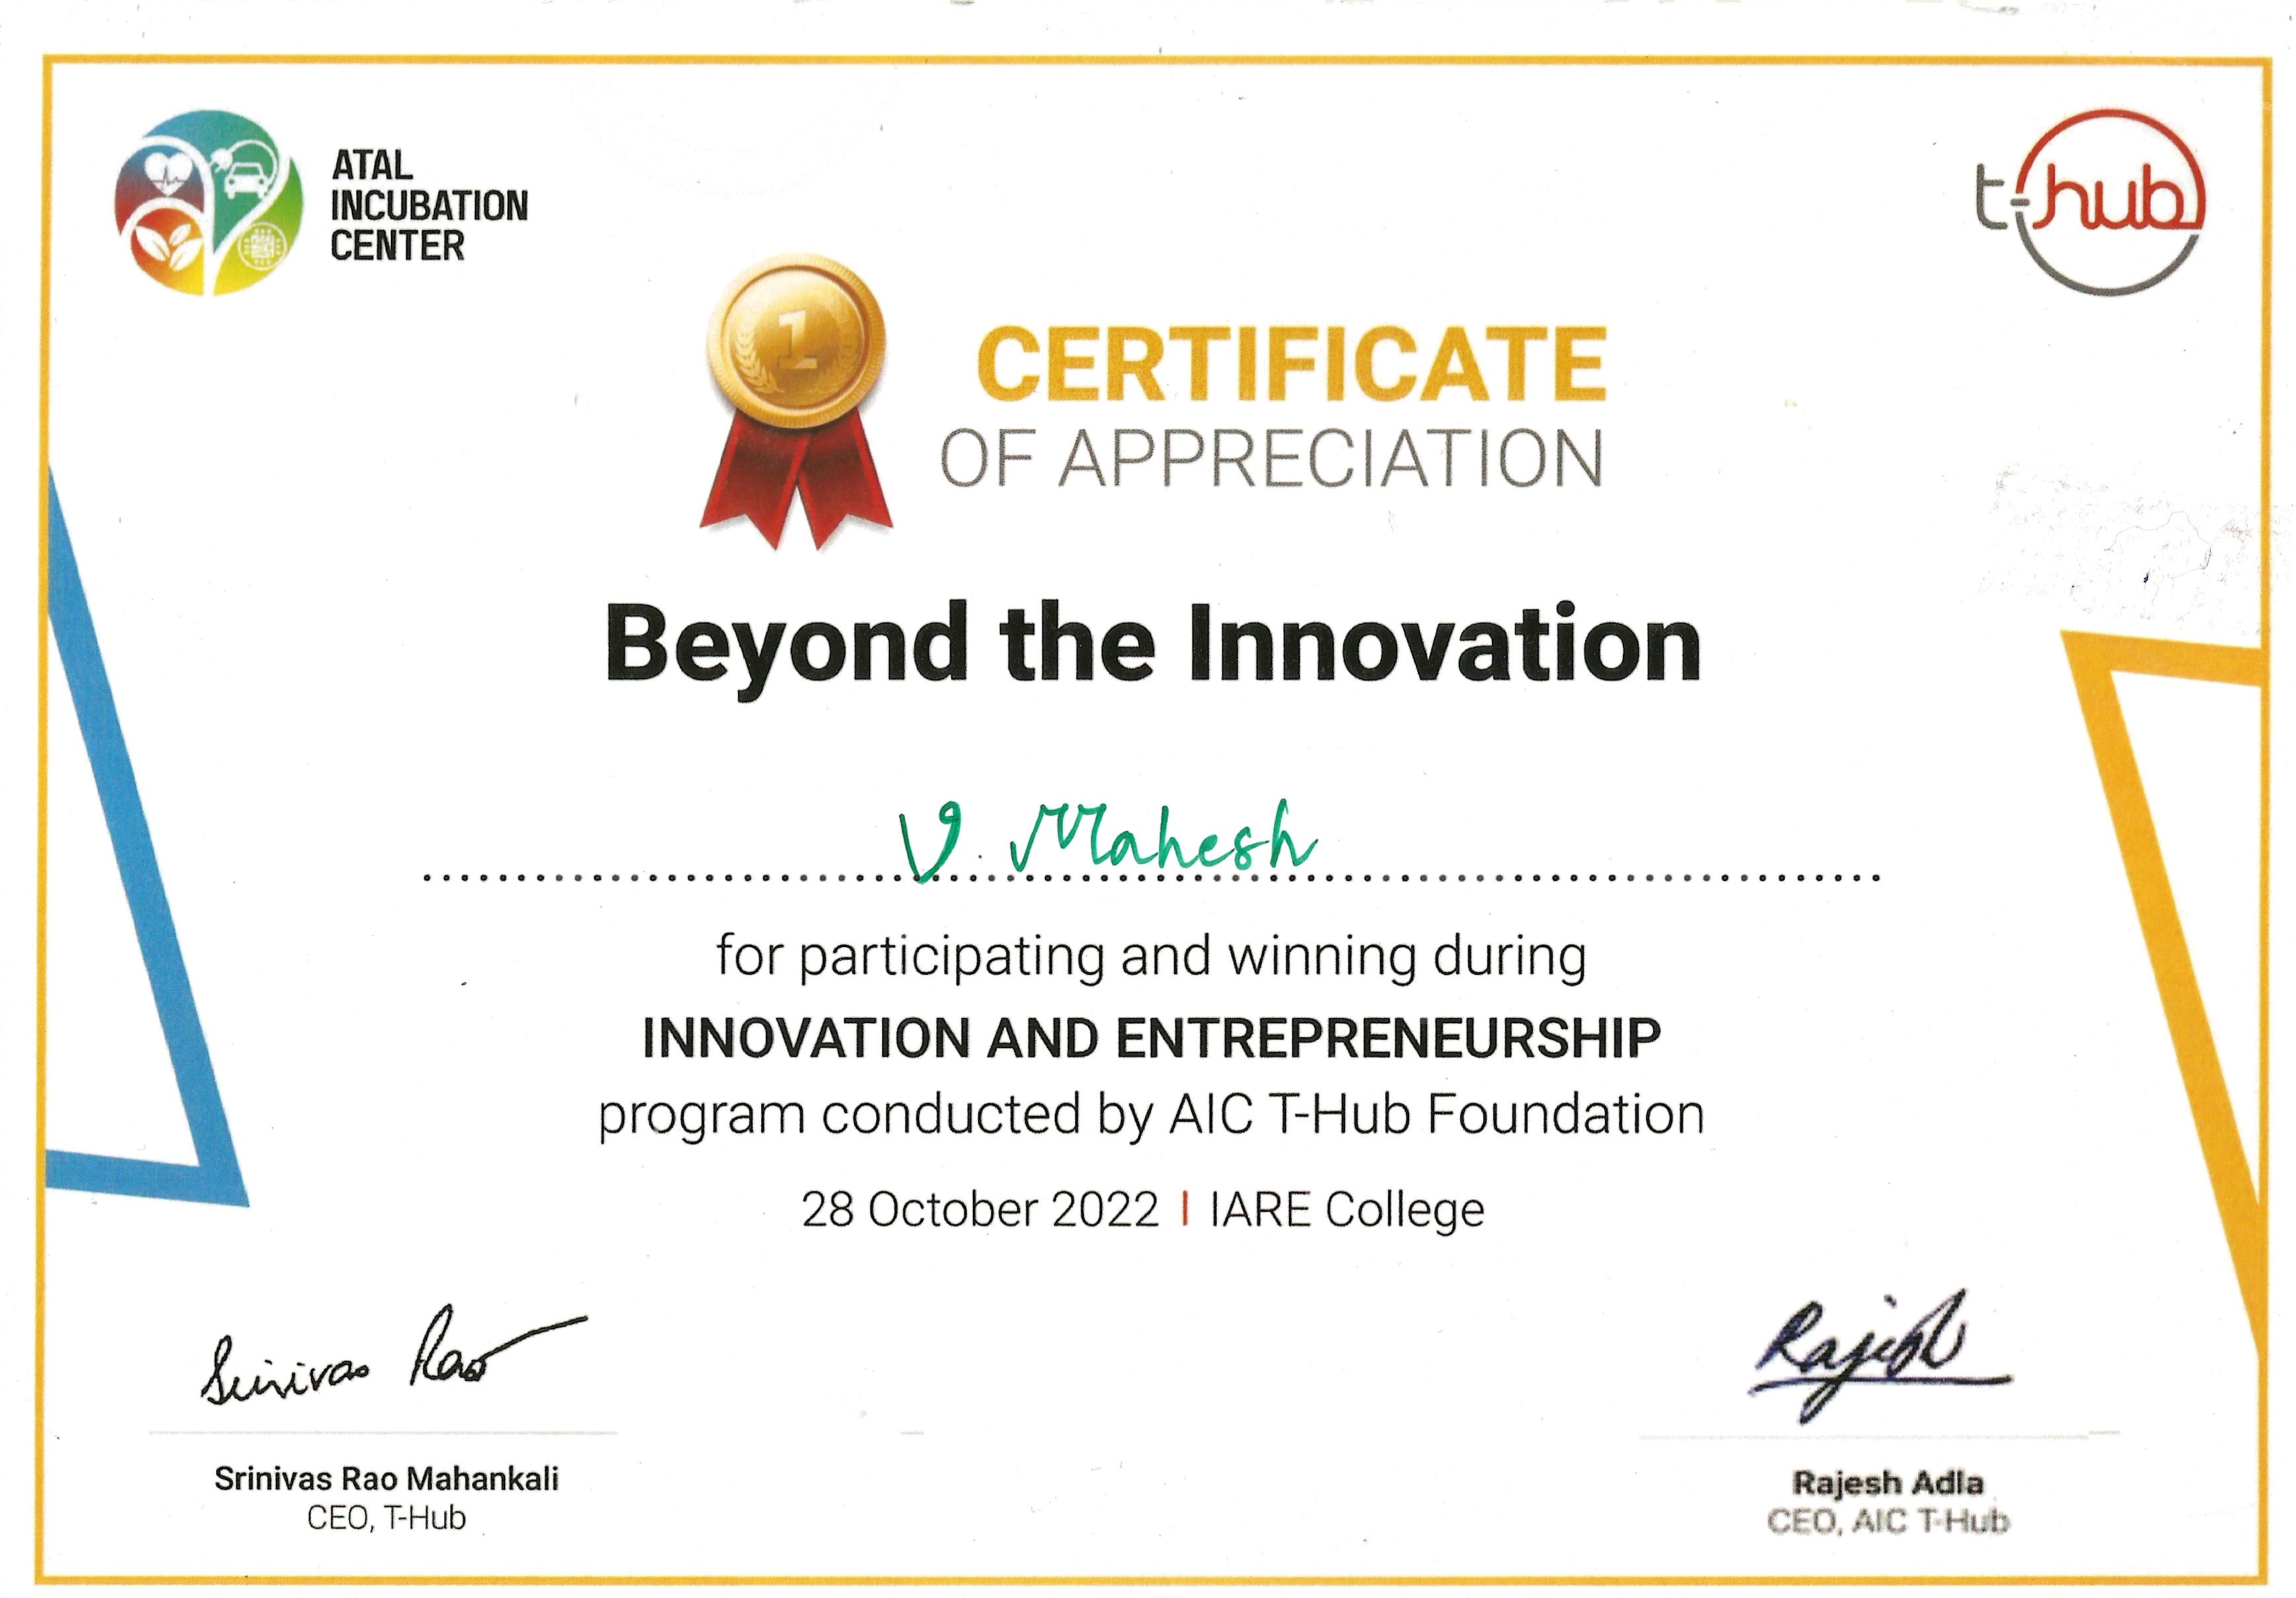 ATAL
INCUBATION
CENTER
t-hub
1
CERTIFICATE
OF APPRECIATION
Beyond the Innovation
V. Mahesh
for participating and winning during
INNOVATION AND ENTREPRENEURSHIP
program conducted by AIC T-Hub Foundation
28 October 2022 | IARE College
Srinivas Rao
Rajesh
Srinivas Rao Mahankali
CEO, T-Hub
Rajesh Adla
CEO, AIC T-Hub